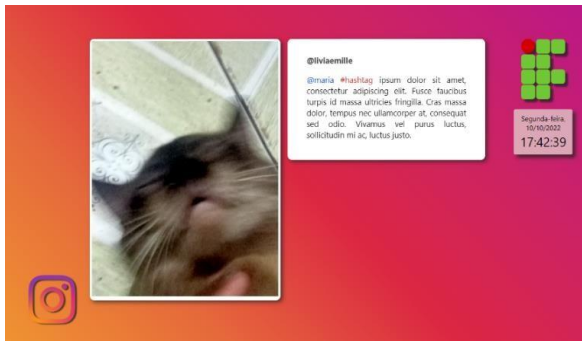 @liviaemille
@maria #hashtag ipsum dolor sit amet,
consectetur adipiscing elit. Fusce faucibus
turpis id massa ultricies fringilla. Cras massa
dolor, tempus nec ullamcorper at, consequat
sed odio. Vivamus vel purus luctus,
sollicitudin mi ac, luctus justo.
Segunda-feira,
10/10/2022
17:42:39